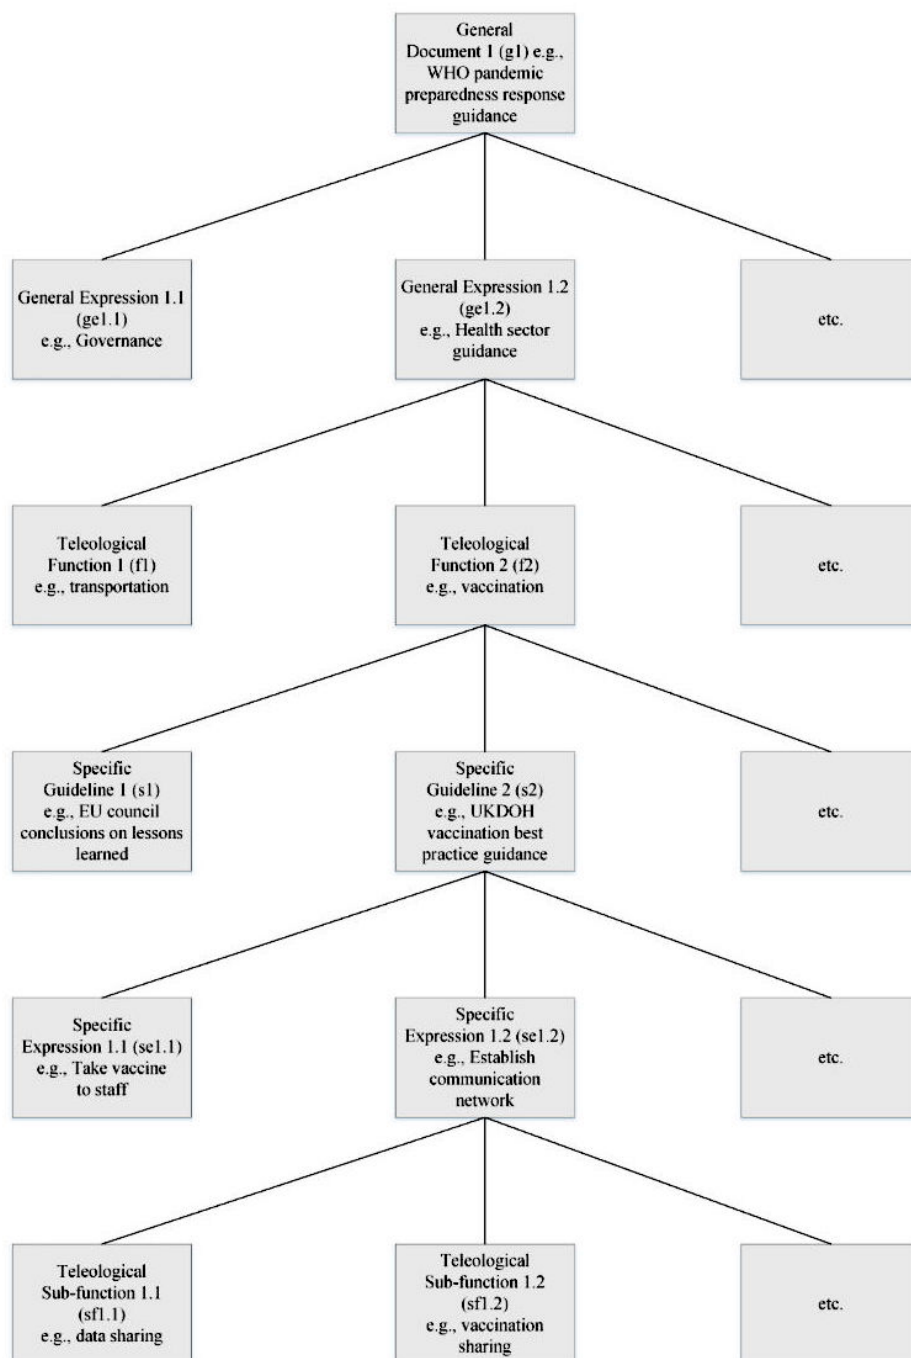 General
Document 1 (g1) e.g.,
WHO pandemic
preparedness response
guidance
General Expression 1.1
(ge1.1)
e.g., Governance
General Expression 1.2
(ge1.2)
e.g., Health sector
guidance
etc.
Teleological
Function 1 (f1)
e.g., transportation
Teleological
Function 2 (f2)
e.g., vaccination
etc.
Specific
Guideline 1 (s1)
e.g., EU council
conclusions on lessons
learned
Specific
Guideline 2 (s2)
e.g., UKDOH
vaccination best
practice guidance
etc.
Specific
Expression 1.1 (se1.1)
e.g., Take vaccine
to staff
Specific
Expression 1.2 (se1.2)
e.g., Establish
communication
network
etc.
Teleological
Sub-function 1.1
(sf1.1)
e.g., data sharing
Teleological
Sub-function 1.2
(sf1.2)
e.g., vaccination
sharing
etc.